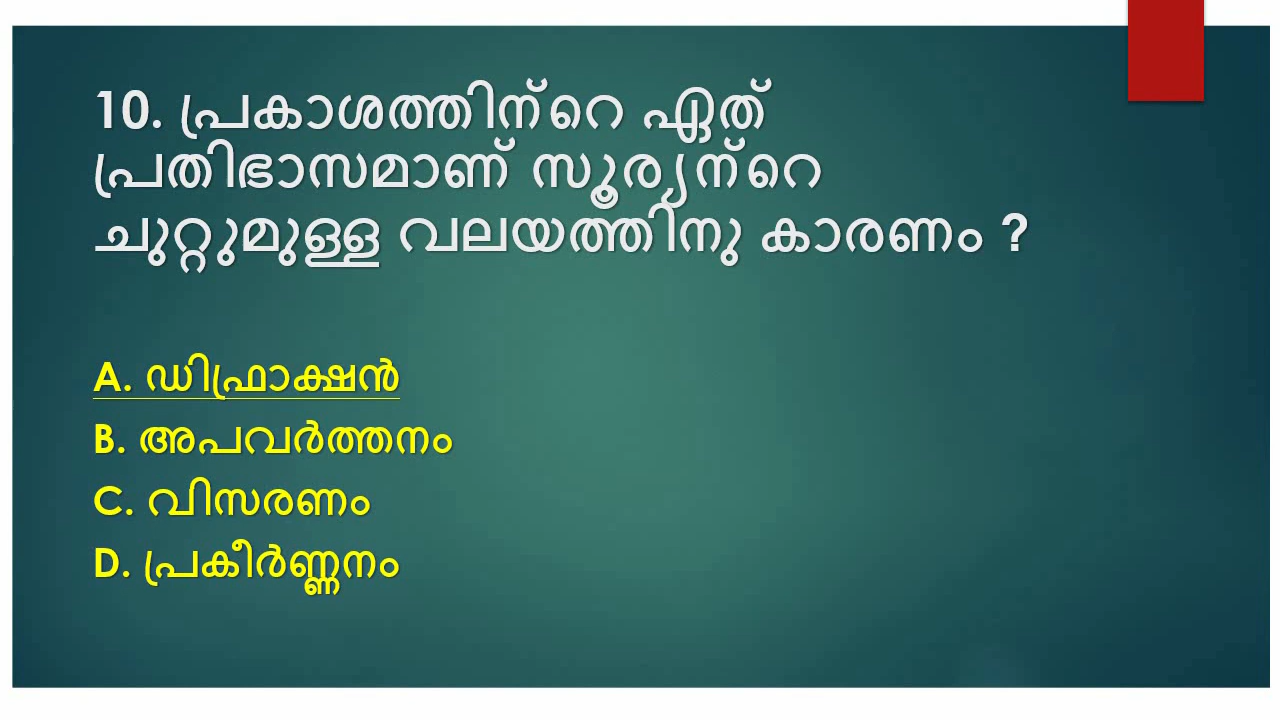 10. പ്രകാശത്തിന്റെ ഏത്
പ്രതിഭാസമാണ് സൂര്യന്റെ
ചുറ്റുമുള്ള വലയത്തിനു കാരണം ?
A. ഡിഫ്രാക്ഷൻ
B. അപവർത്തനം
C. വിസരണം
D. പ്രകീർണ്ണനം